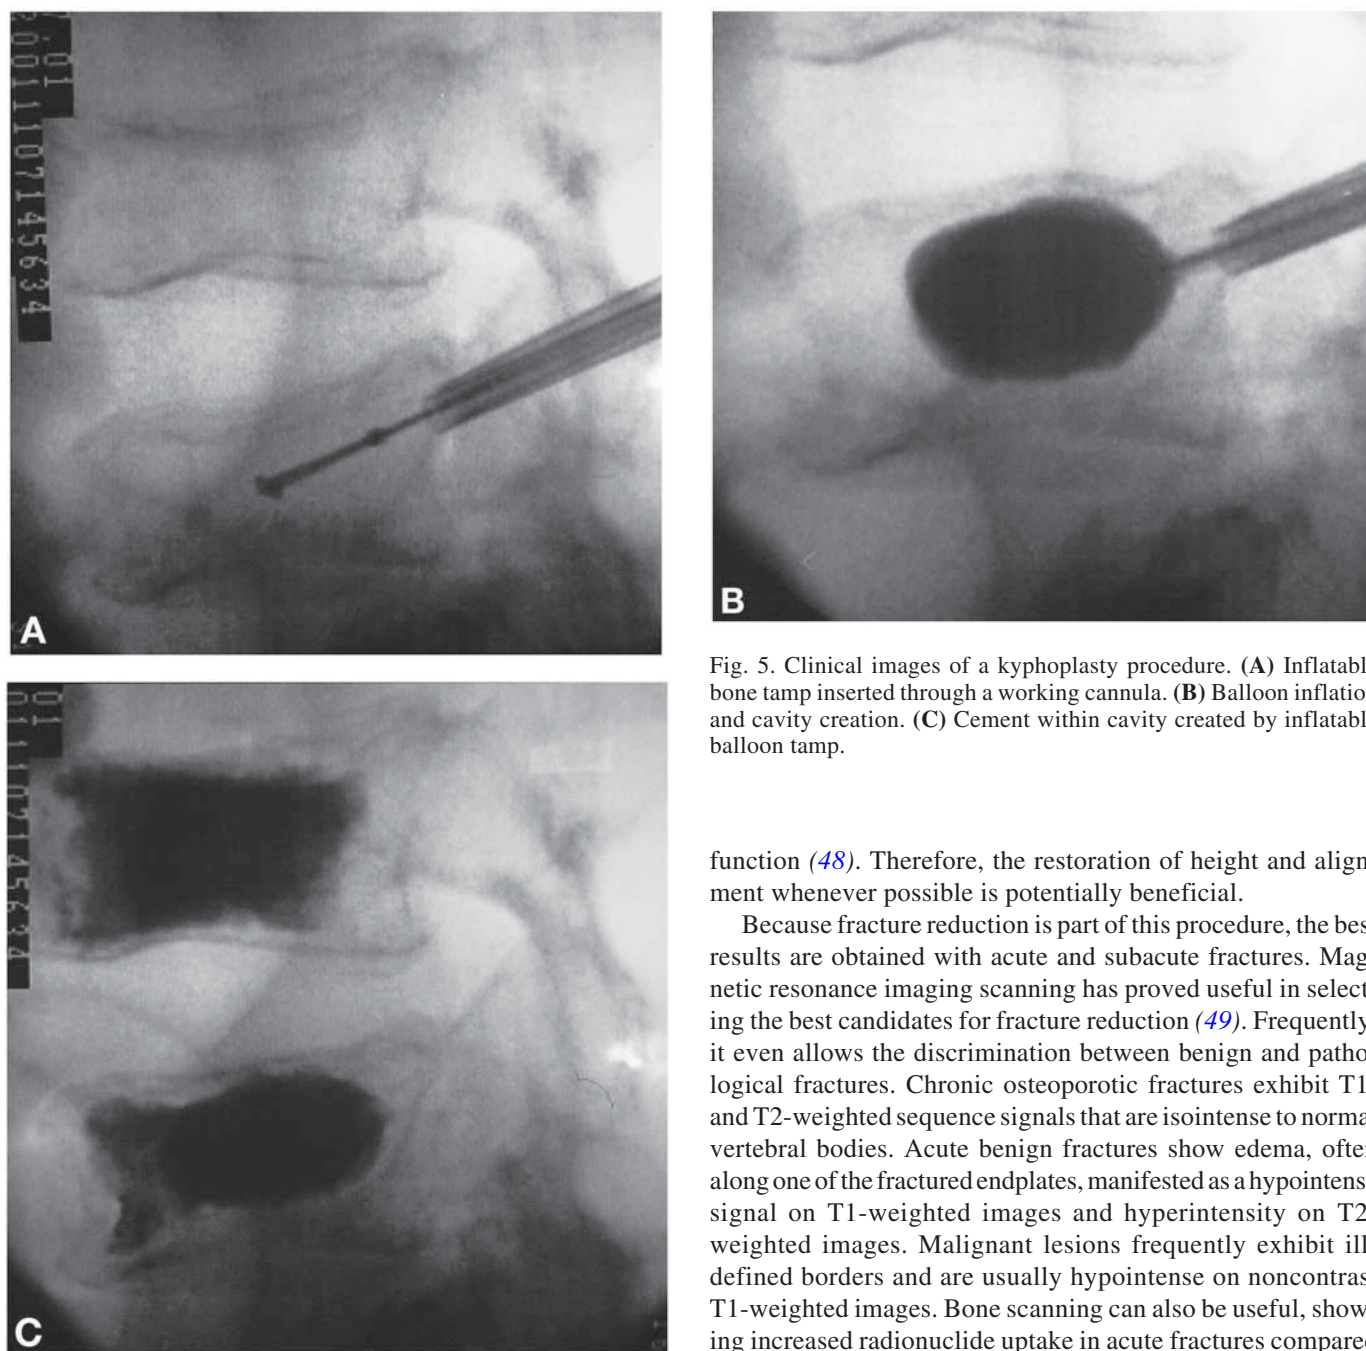 01
0011107145634
A
B
Fig. 5. Clinical images of a kyphoplasty procedure. (A) Inflatabl
bone tamp inserted through a working cannula. (B) Balloon inflatio
and cavity creation. (C) Cement within cavity created by inflatabl
balloon tamp.
01
011107145634
C
function (48). Therefore, the restoration of height and align
ment whenever possible is potentially beneficial.
Because fracture reduction is part of this procedure, the bes
results are obtained with acute and subacute fractures. Mag
netic resonance imaging scanning has proved useful in select
ing the best candidates for fracture reduction (49). Frequently
it even allows the discrimination between benign and patho
logical fractures. Chronic osteoporotic fractures exhibit T1
and T2-weighted sequence signals that are isointense to norma
vertebral bodies. Acute benign fractures show edema, ofte
along one of the fractured endplates, manifested as a hypointens
signal on T1-weighted images and hyperintensity on T2
weighted images. Malignant lesions frequently exhibit ill
defined borders and are usually hypointense on noncontras
T1-weighted images. Bone scanning can also be useful, show
ing increased radionuclide uptake in acute fractures compared